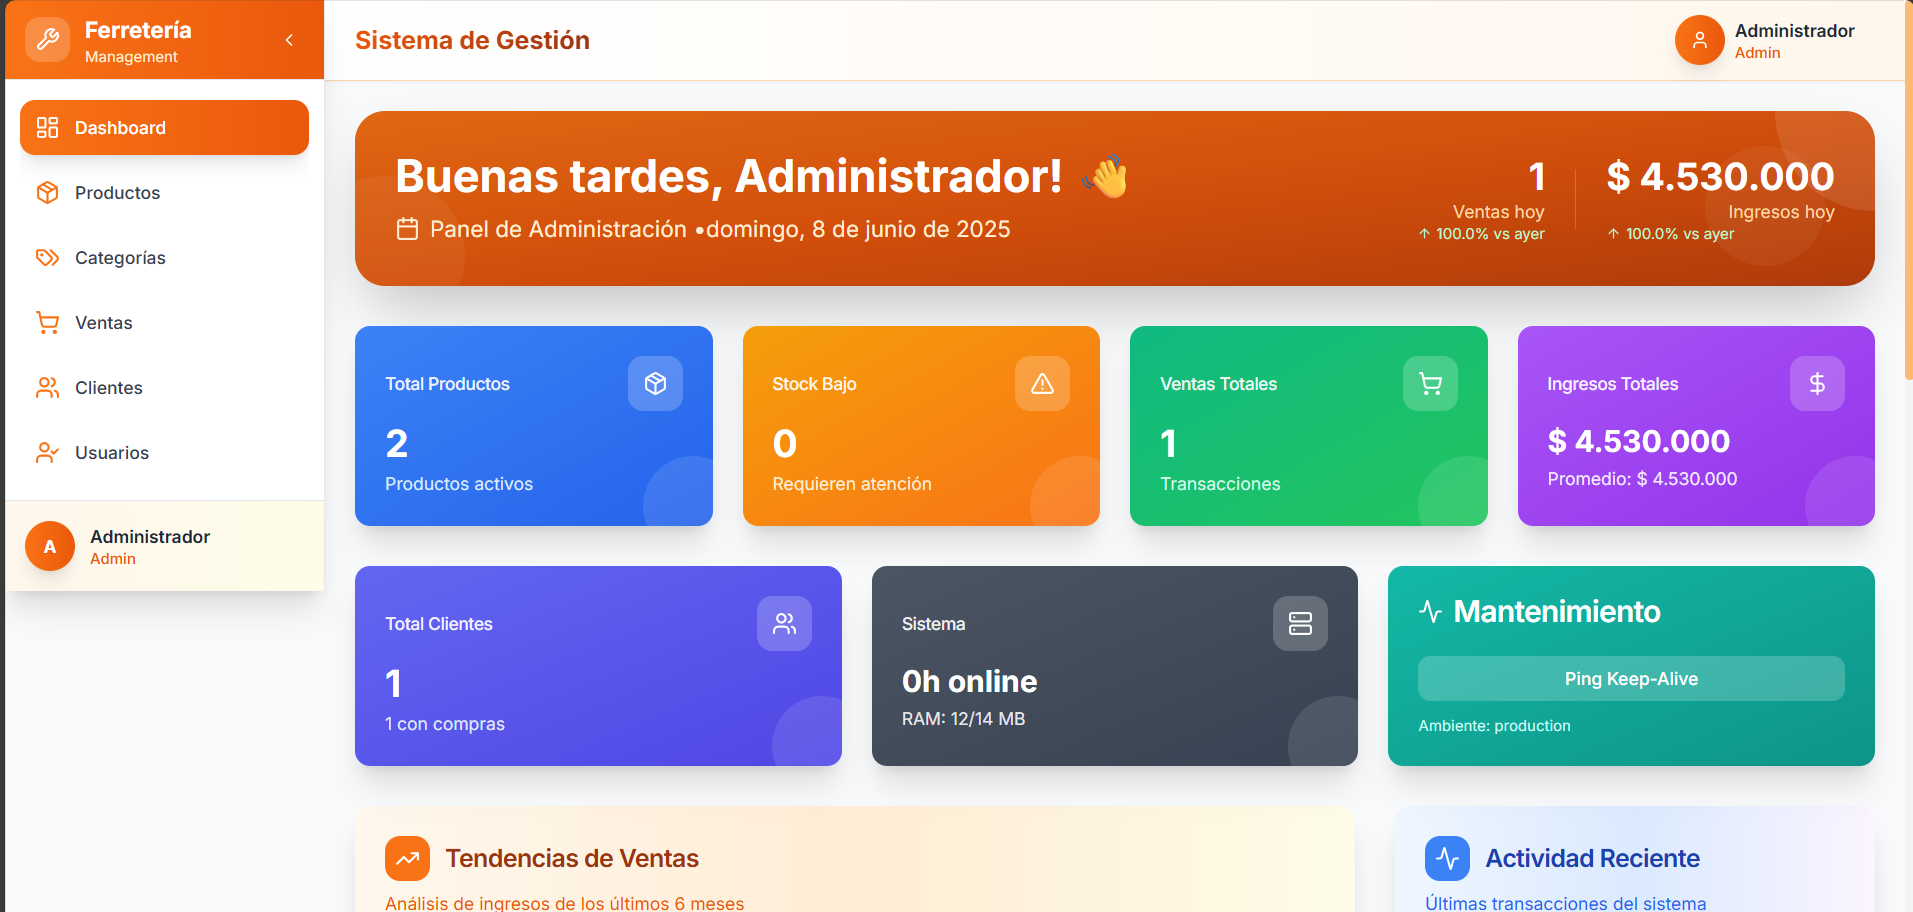 Ferretería
Management
Dashboard
Productos
Categorías
Ventas
Clientes
Usuarios
A
Administrador
Admin
Sistema de Gestión
Administrador
Admin
Buenas tardes, Administrador! 👋
Panel de Administración •domingo, 8 de junio de 2025
1
Ventas hoy
↑ 100.0% vs ayer
$ 4.530.000
Ingresos hoy
↑ 100.0% vs ayer
Total Productos
2
Productos activos
Stock Bajo
0
Requieren atención
Ventas Totales
1
Transacciones
Ingresos Totales
$ 4.530.000
Promedio: $ 4.530.000
Total Clientes
1
1 con compras
Sistema
0h online
RAM: 12/14 MB
Mantenimiento
Ping Keep-Alive
Ambiente: production
Tendencias de Ventas
Análisis de ingresos de los últimos 6 meses
Actividad Reciente
Últimas transacciones del sistema